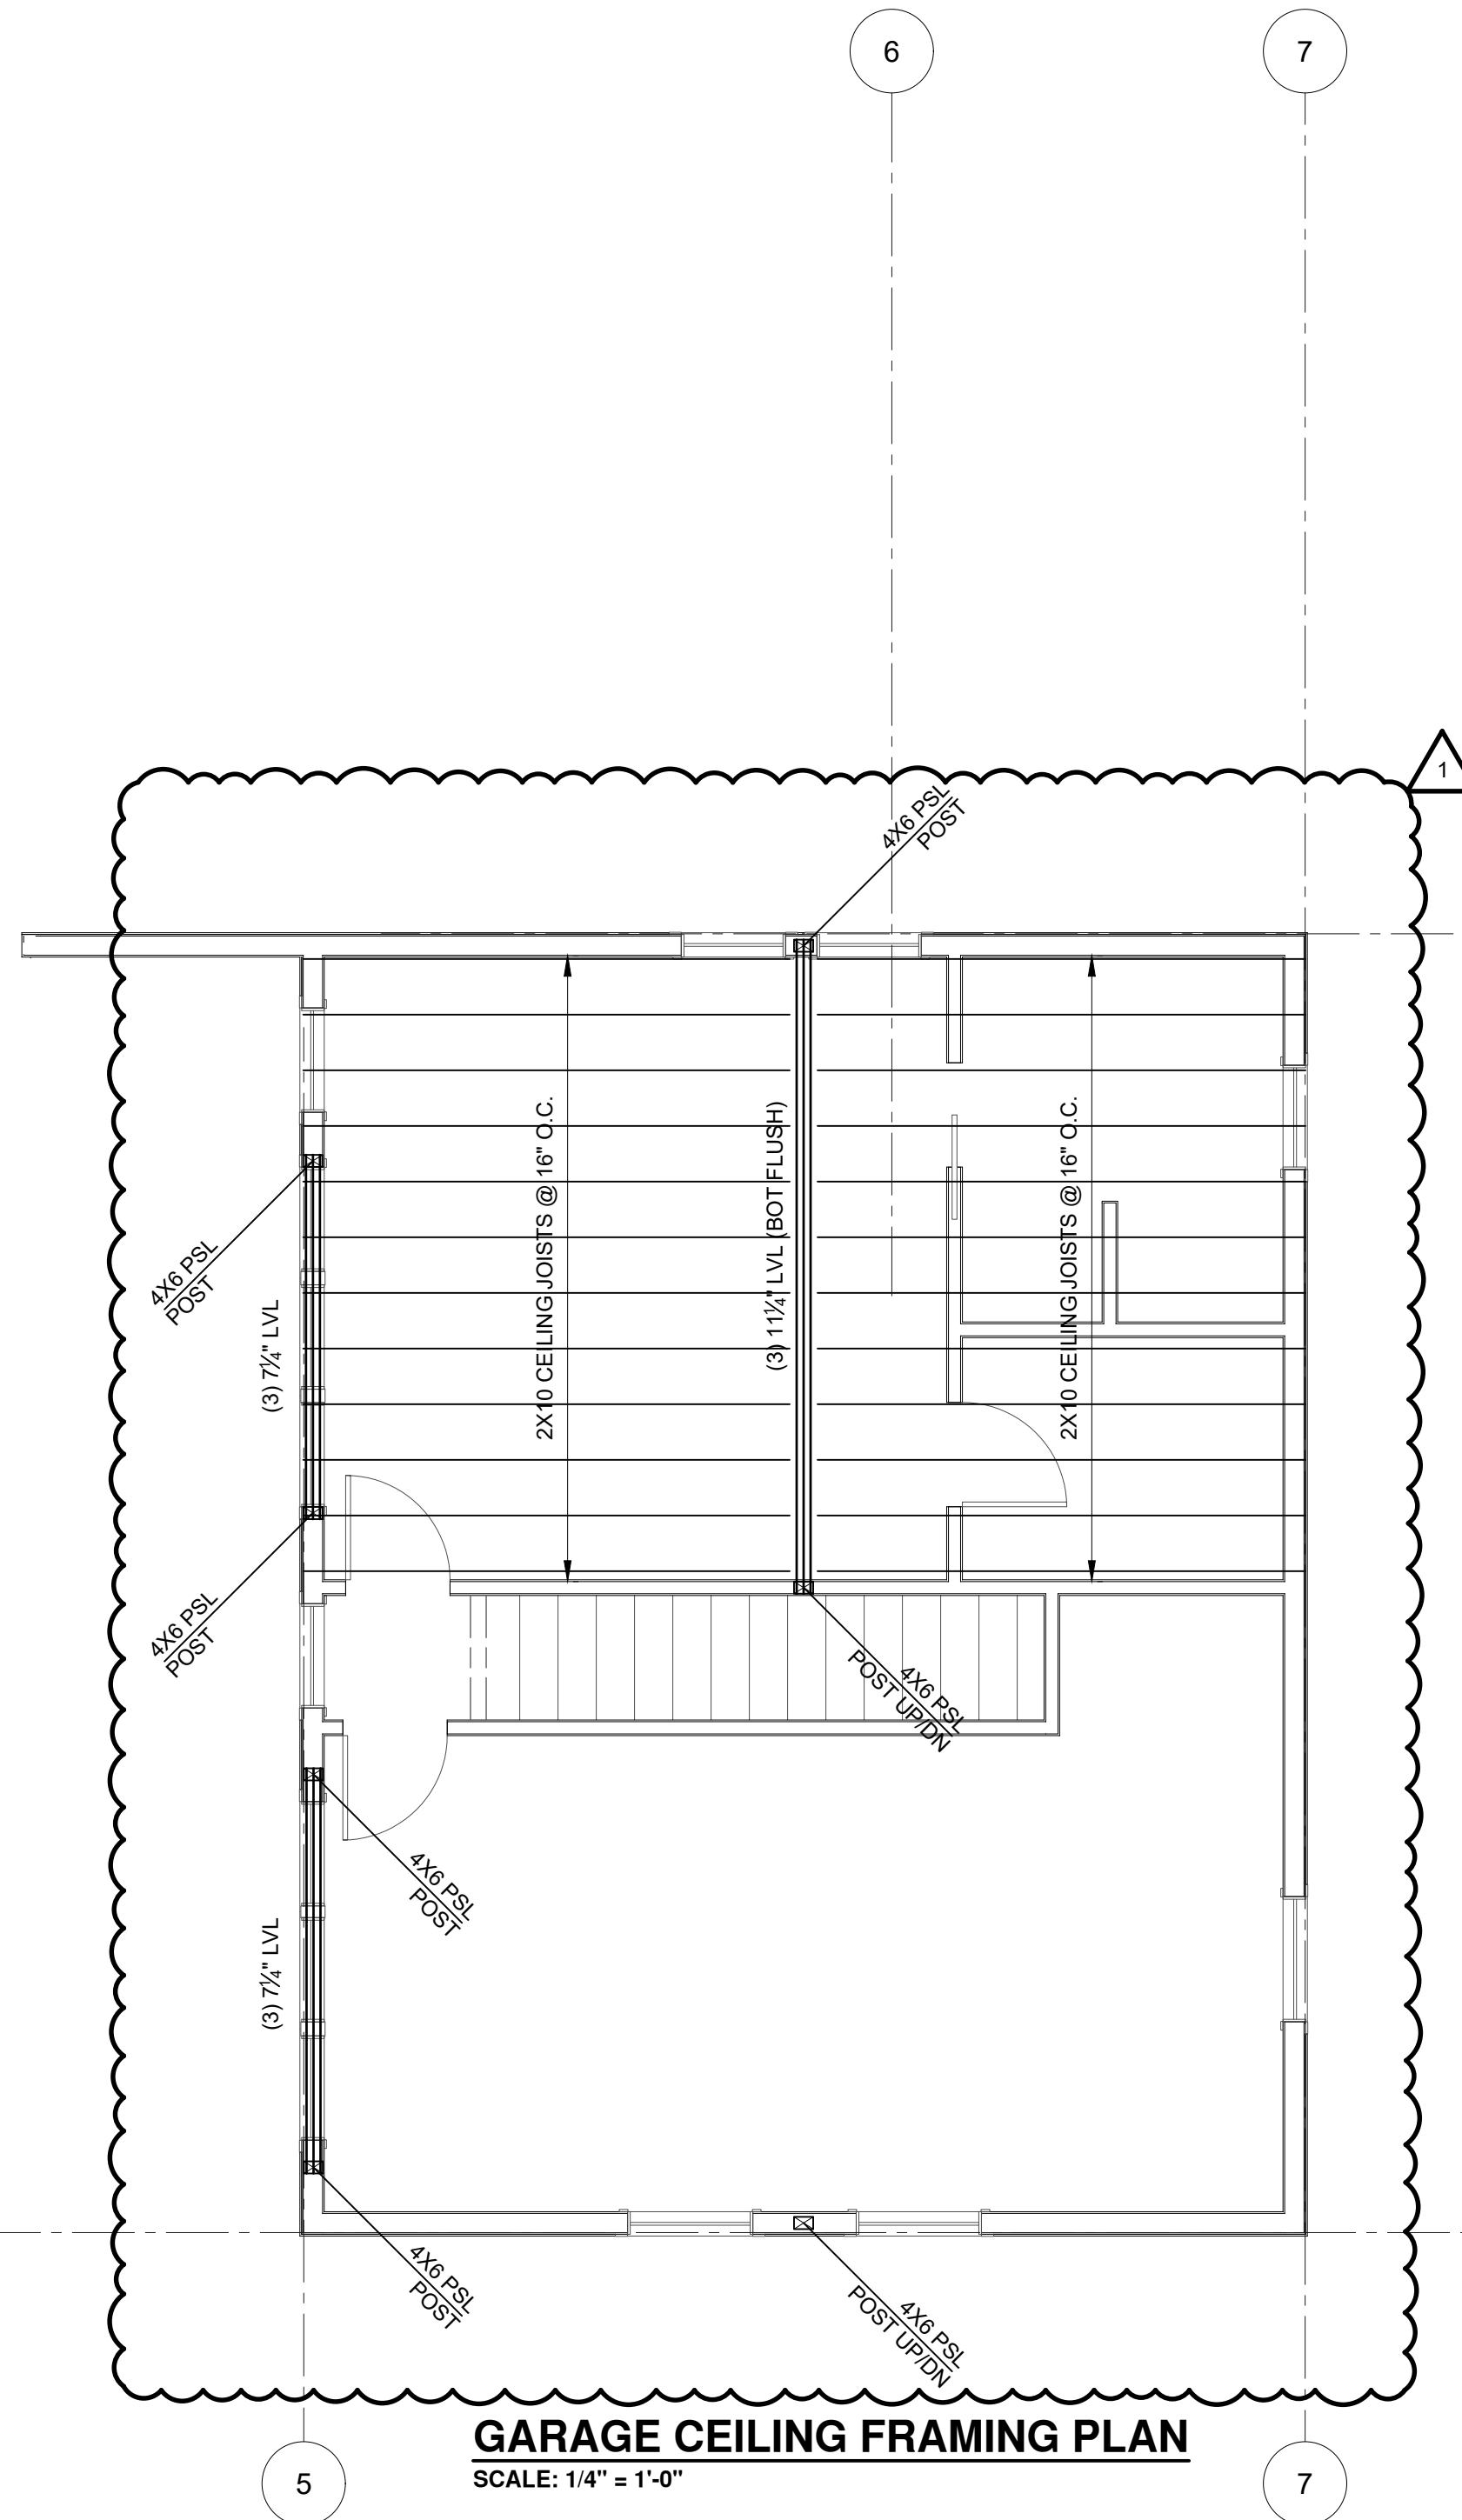 6
7
1
4X6 PSL
POST
2X10 CEILING JOISTS @ 16" O.C.
(3) 11¼" LVL (BOT FLUSH)
2X10 CEILING JOISTS @ 16" O.C.
4X6 PSL
POST
(3) 7¼" LVL
4X6 PSL
POST
4X6 PSL
POST UP/DN
4X6 PSL
POST
(3) 7¼" LVL
4X6 PSL
POST
4X6 PSL
POST UP/DN
GARAGE CEILING FRAMING PLAN
SCALE: 1/4" = 1'-0"
5
7